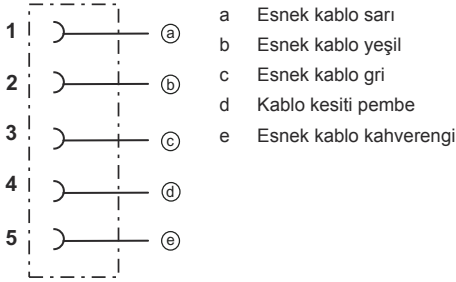 1 a
2 b
3 c
4 d
5 e
a Esnek kablo sarı
b Esnek kablo yeşil
c Esnek kablo gri
d Kablo kesiti pembe
e Esnek kablo kahverengi